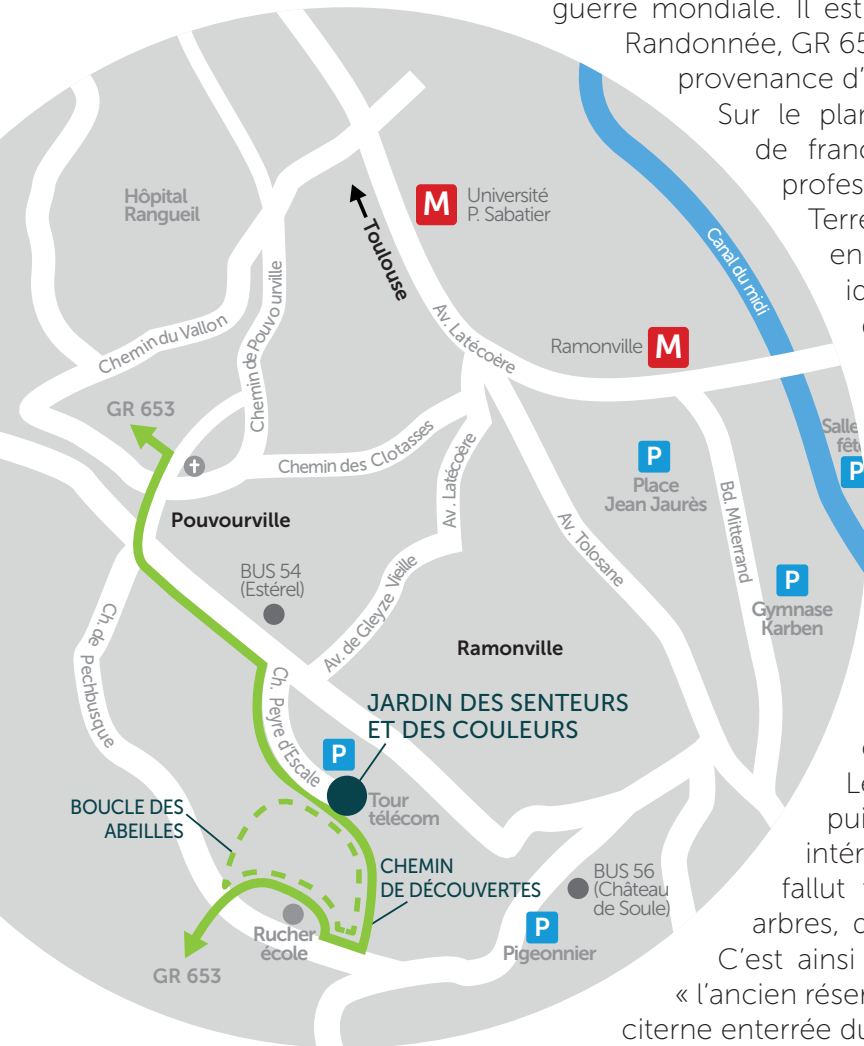 guerre mondiale. Il est
Randonnée, GR 65
provenance d'
Sur le plan
de franc
profes
Terre
en
Hôpital
Rangueil
M
Université
P. Sabatier
Toulouse
Canal du midi
Chemin du Vallon
Chemin de Pouvourville
Av. Latécoère
Ramonville
M
GR 653
Chemin des Clotasses
Av. Latécoère
P
Place
Jean Jaurès
Salle
fêt
P
Pouvourville
BUS 54
(Estérel)
Av. de Gleyze Vieille
Av. Tolosane
Bd. Mitterrand
P
Gymnase
Karben
Ch. de Pechbusque
Ramonville
Ch. Peyre d'Escale
JARDIN DES SENTEURS
ET DES COULEURS
P
Tour
télécom
BOUCLE DES
ABEILLES
CHEMIN
DE DÉCOUVERTES
BUS 56
(Château
de Soule)
P
Pigeonnier
Rucher
école
GR 653
Le
pui
intér
fallut
arbres,
C'est ainsi
« l'ancien réser
citerne enterrée du